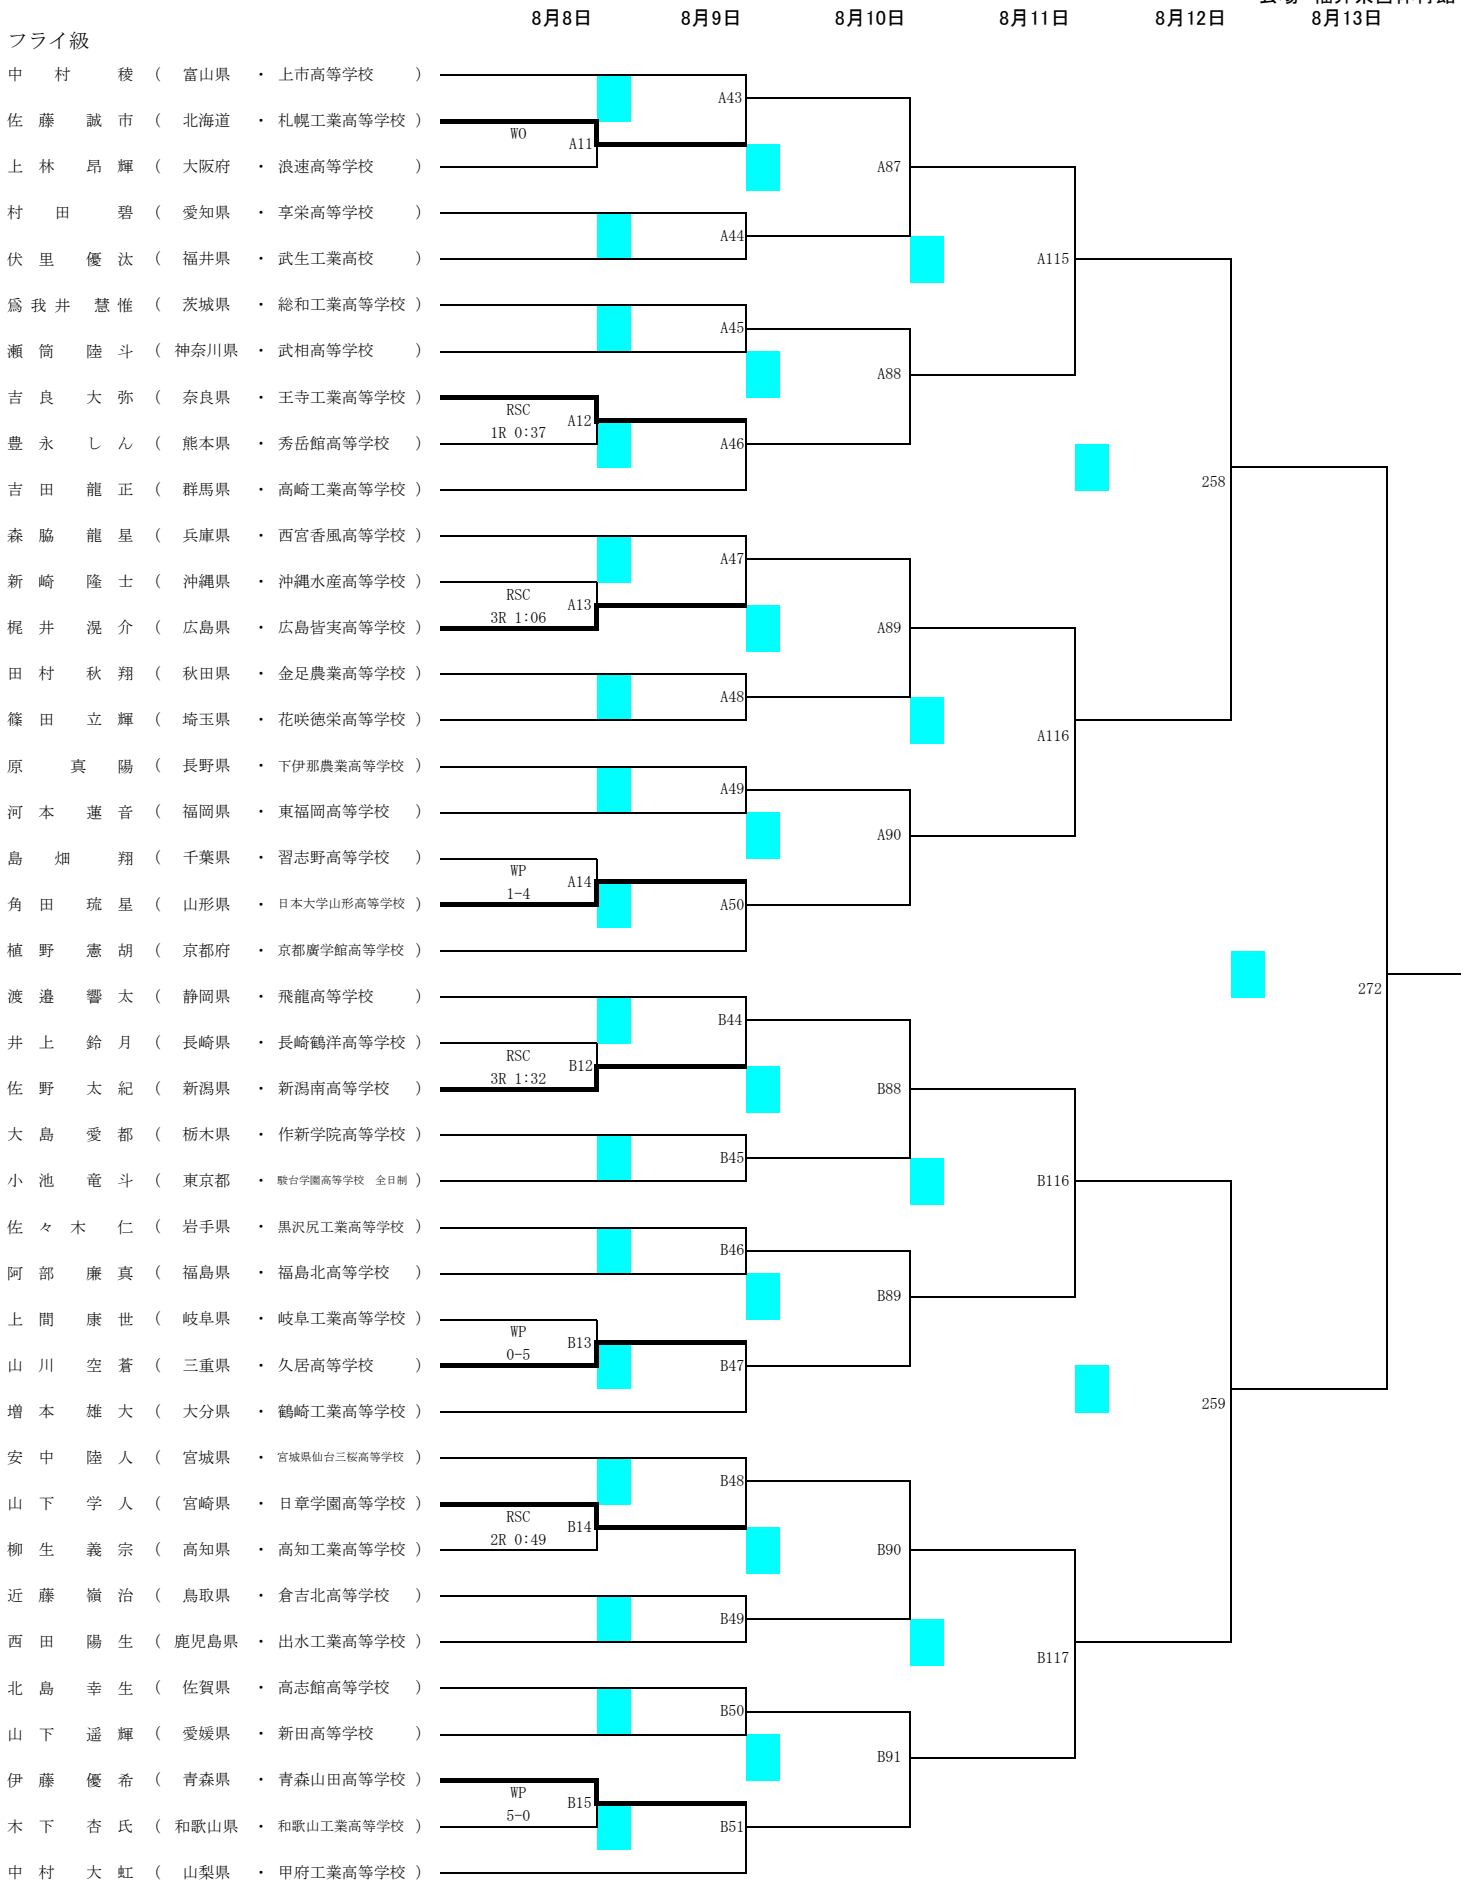 8月8日 8月9日 8月10日 8月11日 8月12日 8月13日
フライ級
中村 稜 ( 富山県 ・ 上市高等学校 )
A43
佐藤 誠市 ( 北海道 ・ 札幌工業高等学校 )
WO A11
上林 昂輝 ( 大阪府 ・ 浪速高等学校 )
A87
村田 碧 ( 愛知県 ・ 享栄高等学校 )
A44
伏里 優汰 ( 福井県 ・ 武生工業高校 )
A115
爲我井 慧惟 ( 茨城県 ・ 総和工業高等学校 )
A45
瀬筒 陸斗 ( 神奈川県 ・ 武相高等学校 )
A88
吉良 大弥 ( 奈良県 ・ 王寺工業高等学校 )
RSC A12
1R 0:37
豊永 しん ( 熊本県 ・ 秀岳館高等学校 )
A46
258
吉田 龍正 ( 群馬県 ・ 高崎工業高等学校 )
森脇 龍星 ( 兵庫県 ・ 西宮香風高等学校 )
A47
新崎 隆士 ( 沖縄県 ・ 沖縄水産高等学校 )
RSC A13
3R 1:06
梶井 滉介 ( 広島県 ・ 広島皆実高等学校 )
A89
田村 秋翔 ( 秋田県 ・ 金足農業高等学校 )
A48
篠田 立輝 ( 埼玉県 ・ 花咲徳栄高等学校 )
A116
原 真陽 ( 長野県 ・ 下伊那農業高等学校 )
A49
河本 蓮音 ( 福岡県 ・ 東福岡高等学校 )
A90
島畑 翔 ( 千葉県 ・ 習志野高等学校 )
WP A14
1-4
角田 琉星 ( 山形県 ・ 日本大学山形高等学校 )
A50
植野 憲胡 ( 京都府 ・ 京都廣学館高等学校 )
272
渡邉 響太 ( 静岡県 ・ 飛龍高等学校 )
B44
井上 鈴月 ( 長崎県 ・ 長崎鶴洋高等学校 )
RSC B12
3R 1:32
佐野 太紀 ( 新潟県 ・ 新潟南高等学校 )
B88
大島 愛都 ( 栃木県 ・ 作新学院高等学校 )
B45
小池 竜斗 ( 東京都 ・ 駿台学園高等学校 全日制 )
B116
佐々木 仁 ( 岩手県 ・ 黒沢尻工業高等学校 )
B46
阿部 廉真 ( 福島県 ・ 福島北高等学校 )
B89
上間 康世 ( 岐阜県 ・ 岐阜工業高等学校 )
WP B13
0-5
山川 空蒼 ( 三重県 ・ 久居高等学校 )
B47
259
増本 雄大 ( 大分県 ・ 鶴崎工業高等学校 )
安中 陸人 ( 宮城県 ・ 宮城県仙台三桜高等学校 )
B48
山下 学人 ( 宮崎県 ・ 日章学園高等学校 )
RSC B14
2R 0:49
柳生 義宗 ( 高知県 ・ 高知工業高等学校 )
B90
近藤 嶺治 ( 鳥取県 ・ 倉吉北高等学校 )
B49
西田 陽生 ( 鹿児島県 ・ 出水工業高等学校 )
B117
北島 幸生 ( 佐賀県 ・ 高志館高等学校 )
B50
山下 遥輝 ( 愛媛県 ・ 新田高等学校 )
B91
伊藤 優希 ( 青森県 ・ 青森山田高等学校 )
WP B15
5-0
木下 杏氏 ( 和歌山県 ・ 和歌山工業高等学校 )
B51
中村 大虹 ( 山梨県 ・ 甲府工業高等学校 )